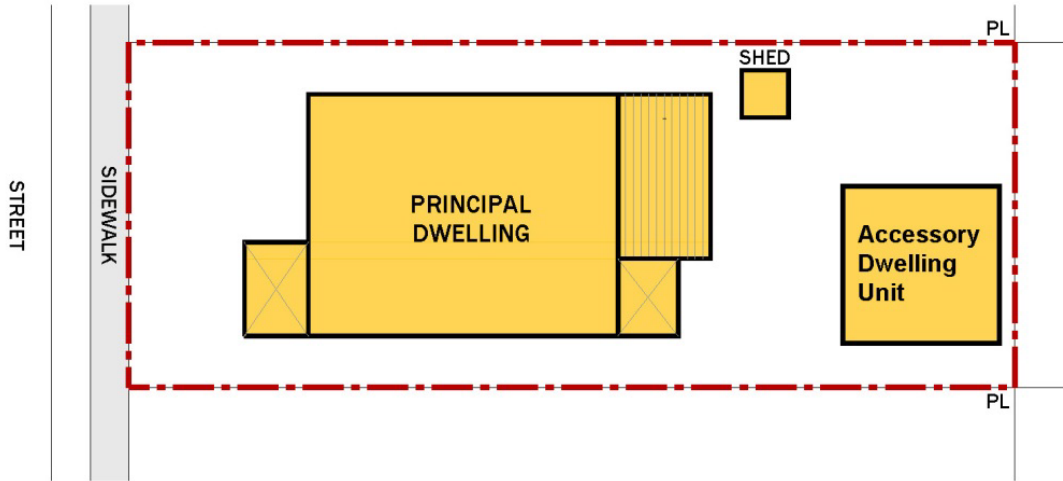 PL
SHED
STREET
SIDEWALK
PRINCIPAL
DWELLING
Accessory
Dwelling
Unit
PL